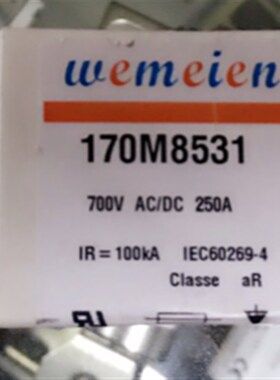 wemeien
170M8531
700V AC/DC 250A
IR = 100kA IEC60269-4
Classe aR